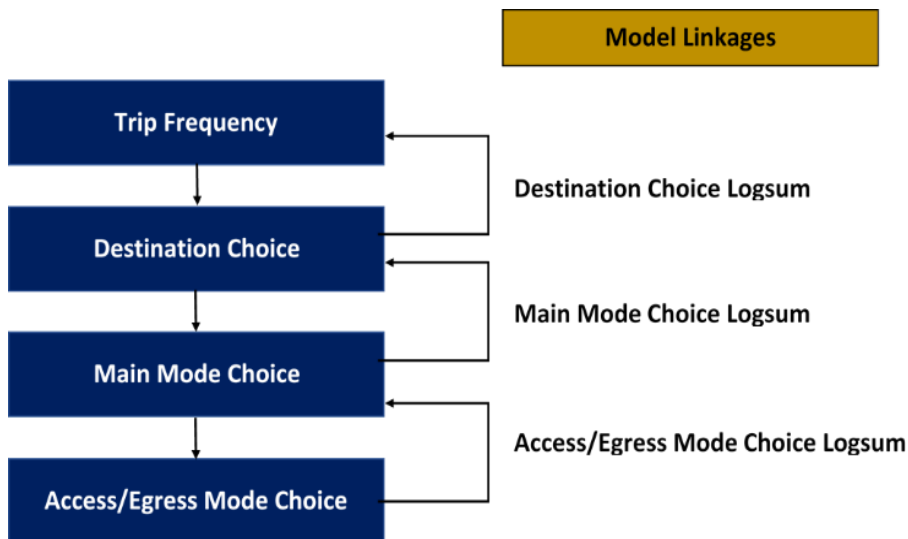 Model Linkages
Trip Frequency
Destination Choice Logsum
Destination Choice
Main Mode Choice Logsum
Main Mode Choice
Access/Egress Mode Choice Logsum
Access/Egress Mode Choice